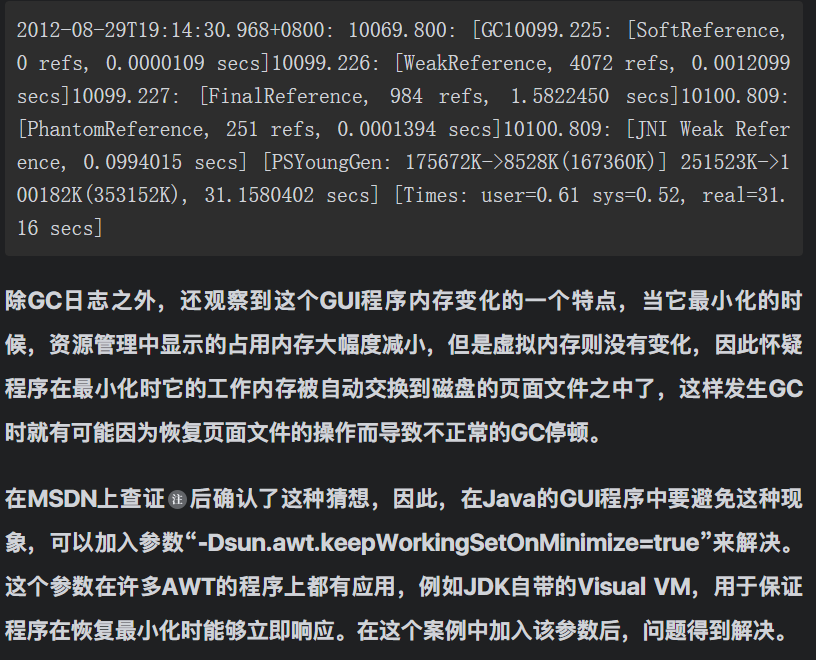 2012-08-29T19:14:30.968+0800: 10069.800: [GC10099.225: [SoftReference,
0 refs, 0.0000109 secs]10099.226: [WeakReference, 4072 refs, 0.0012099
secs]10099.227: [FinalReference, 984 refs, 1.5822450 secs]10100.809:
[PhantomReference, 251 refs, 0.0001394 secs]10100.809: [JNI Weak Refer
ence, 0.0994015 secs] [PSYoungGen: 175672K->8528K(167360K)] 251523K->1
00182K(353152K), 31.1580402 secs] [Times: user=0.61 sys=0.52, real=31.
16 secs]
除GC日志之外，还观察到这个GUI程序内存变化的一个特点，当它最小化的时
候，资源管理中显示的占用内存大幅度减小，但是虚拟内存则没有变化，因此怀疑
程序在最小化时它的工作内存被自动交换到磁盘的页面文件之中了，这样发生GC
时就有可能因为恢复页面文件的操作而导致不正常的GC停顿。
在MSDN上查证注后确认了这种猜想，因此，在Java的GUI程序中要避免这种现
象，可以加入参数“-Dsun.awt.keepWorkingSetOnMinimize=true”来解决。
这个参数在许多AWT的程序上都有应用，例如JDK自带的Visual VM，用于保证
程序在恢复最小化时能够立即响应。在这个案例中加入该参数后，问题得到解决。